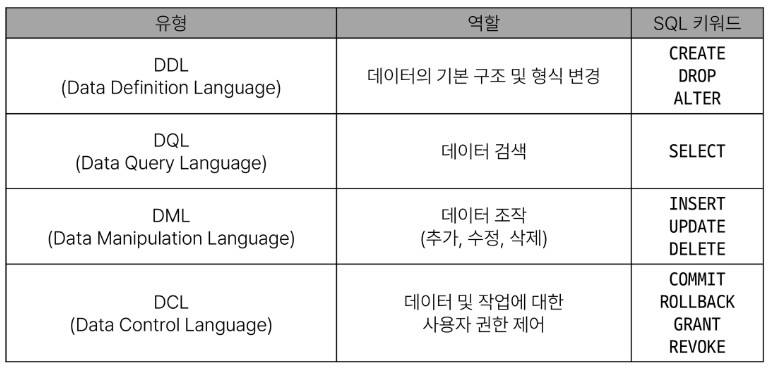 유형 역할 SQL 키워드
DDL
(Data Definition Language)
데이터의 기본 구조 및 형식 변경
CREATE
DROP
ALTER
DQL
(Data Query Language)
데이터 검색
SELECT
DML
(Data Manipulation Language)
데이터 조작
(추가, 수정, 삭제)
INSERT
UPDATE
DELETE
DCL
(Data Control Language)
데이터 및 작업에 대한
사용자 권한 제어
COMMIT
ROLLBACK
GRANT
REVOKE